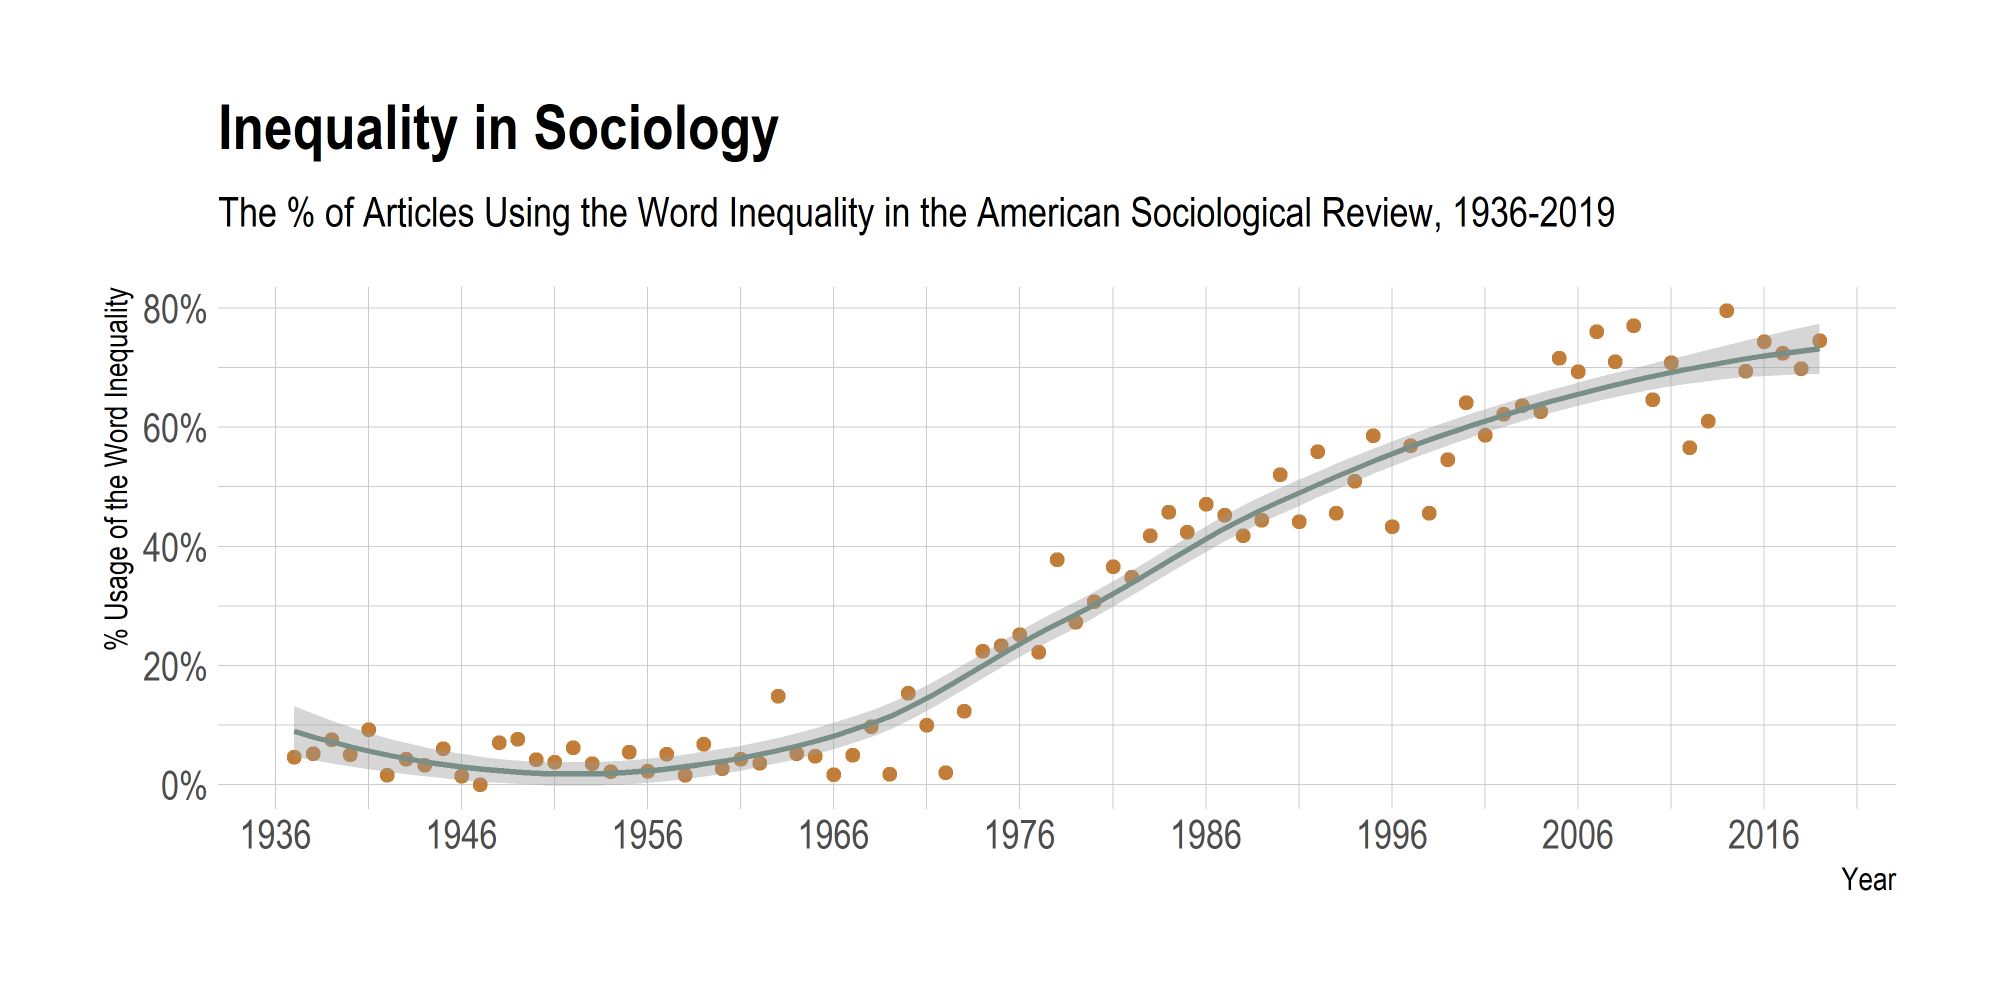 Inequality in Sociology
The % of Articles Using the Word Inequality in the American Sociological Review, 1936-2019
% Usage of the Word Inequality
80%
60%
40%
20%
0%
1936 1946 1956 1966 1976 1986 1996 2006 2016
Year